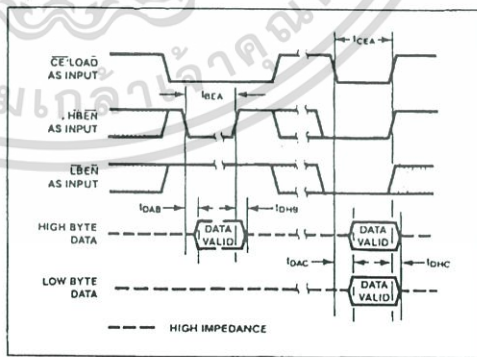 CE/LOAD
AS INPUT
HBEN
AS INPUT
LBEN
AS INPUT
HIGH BYTE
DATA
LOW BYTE
DATA
tCEA
tBEA
tDAB
tDHB
DATA
VALID
DATA
VALID
tDAC
tDHC
DATA
VALID
HIGH IMPEDANCE